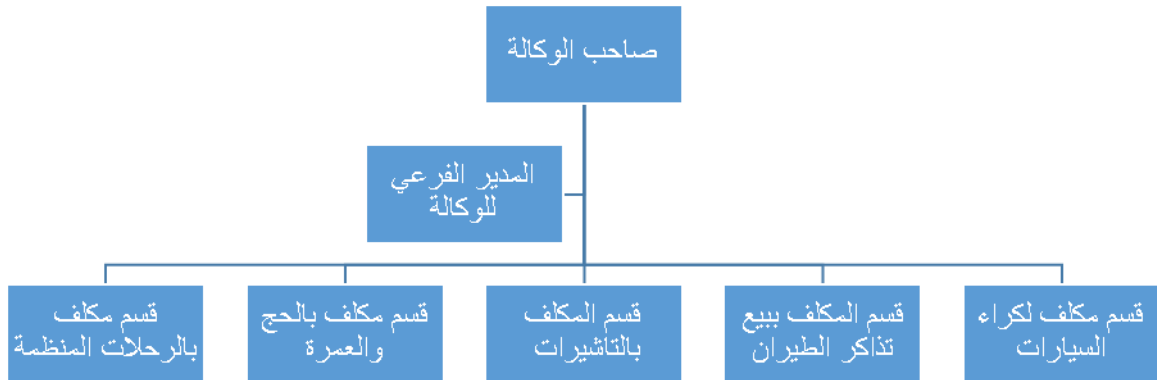 صاحب الوكالة
المدير الفرعي
للوكالة
قسم مكلف لكراء
السيارات
قسم المكلف ببيع
تذاكر الطيران
قسم المكلف
بالتاشيرات
قسم مكلف بالحج
والعمرة
قسم مكلف
بالرحلات المنظمة